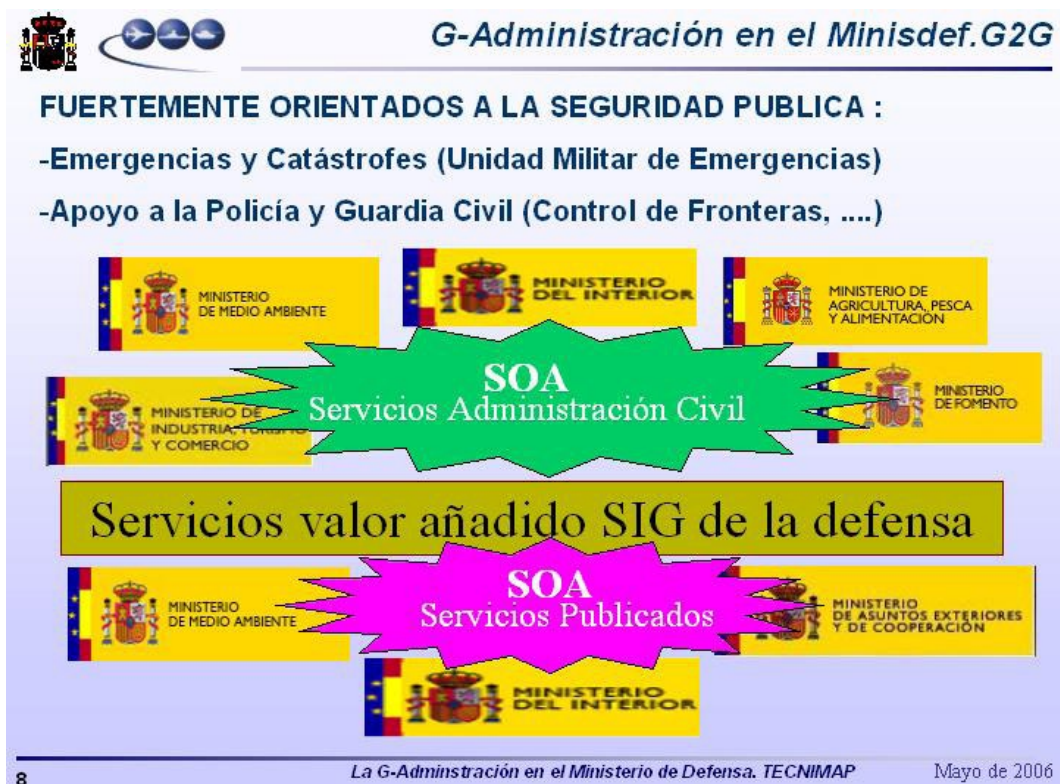 G-Administración en el Minisdef.G2G
FUERTEMENTE ORIENTADOS A LA SEGURIDAD PUBLICA :
-Emergencias y Catástrofes (Unidad Militar de Emergencias)
-Apoyo a la Policía y Guardia Civil (Control de Fronteras, ....)
MINISTERIO
DE MEDIO AMBIENTE
MINISTERIO
DEL INTERIOR
MINISTERIO DE
AGRICULTURA, PESCA
Y ALIMENTACIÓN
SOA
Servicios Administración Civil
MINISTERIO DE
INDUSTRIA, TURISMO
Y COMERCIO
MINISTERIO
DE FOMENTO
Servicios valor añadido SIG de la defensa
MINISTERIO
DE MEDIO AMBIENTE
SOA
Servicios Publicados
MINISTERIO
DE ASUNTOS EXTERIORES
Y DE COOPERACIÓN
MINISTERIO
DEL INTERIOR
8
La G-Adminstración en el Ministerio de Defensa. TECNIMAP
Mayo de 2006